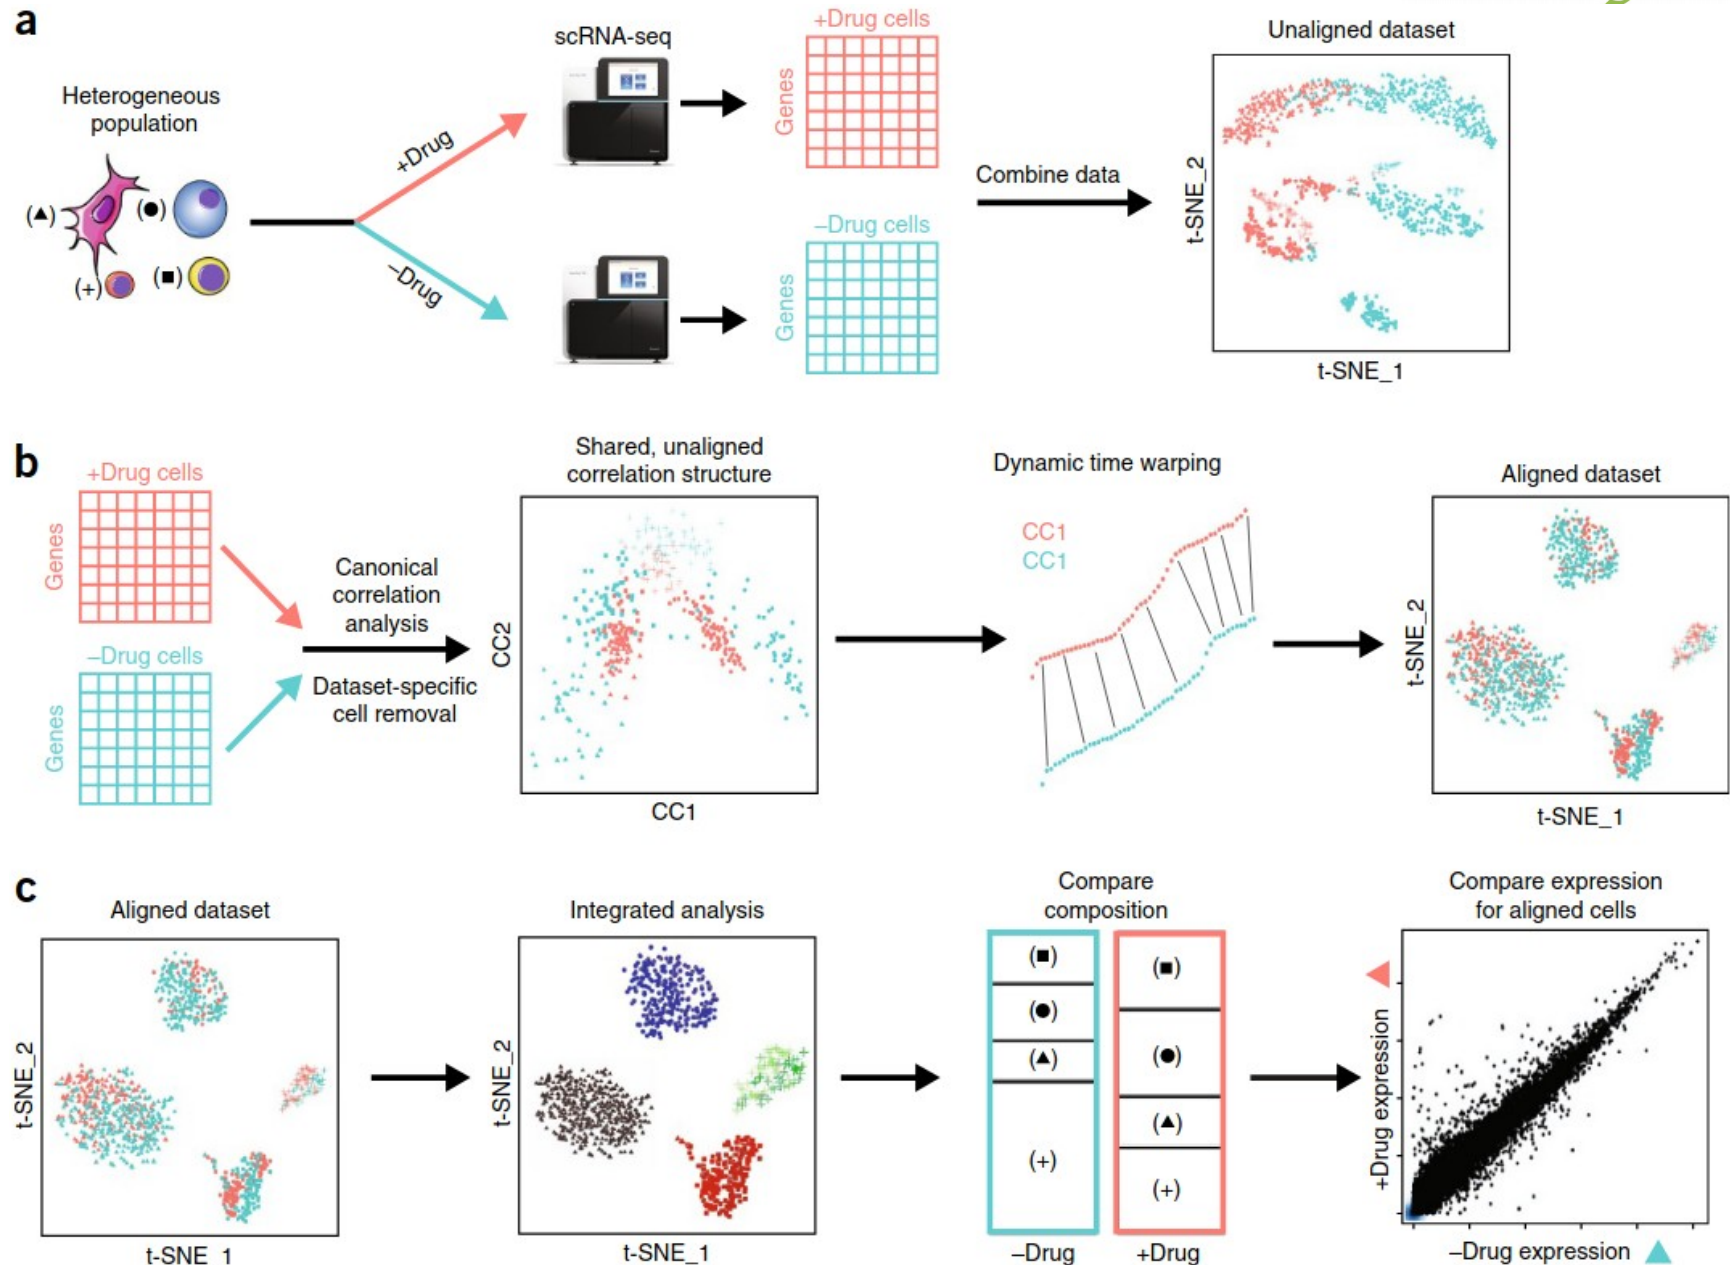 a
Heterogeneous
population
(▲)
(●)
(+)
(■)
+Drug
–Drug
scRNA-seq
+Drug cells
Genes
–Drug cells
Genes
Combine data
Unaligned dataset
t-SNE_2
t-SNE_1
b
+Drug cells
Genes
–Drug cells
Genes
Canonical
correlation
analysis
Dataset-specific
cell removal
Shared, unaligned
correlation structure
CC2
CC1
Dynamic time warping
CC1
CC1
Aligned dataset
t-SNE_2
t-SNE_1
c
Aligned dataset
t-SNE_2
t-SNE_1
Integrated analysis
t-SNE_2
t-SNE_1
Compare
composition
(■)
(●)
(▲)
(+)
–Drug
(■)
(●)
(▲)
(+)
+Drug
Compare expression
for aligned cells
+Drug expression
–Drug expression